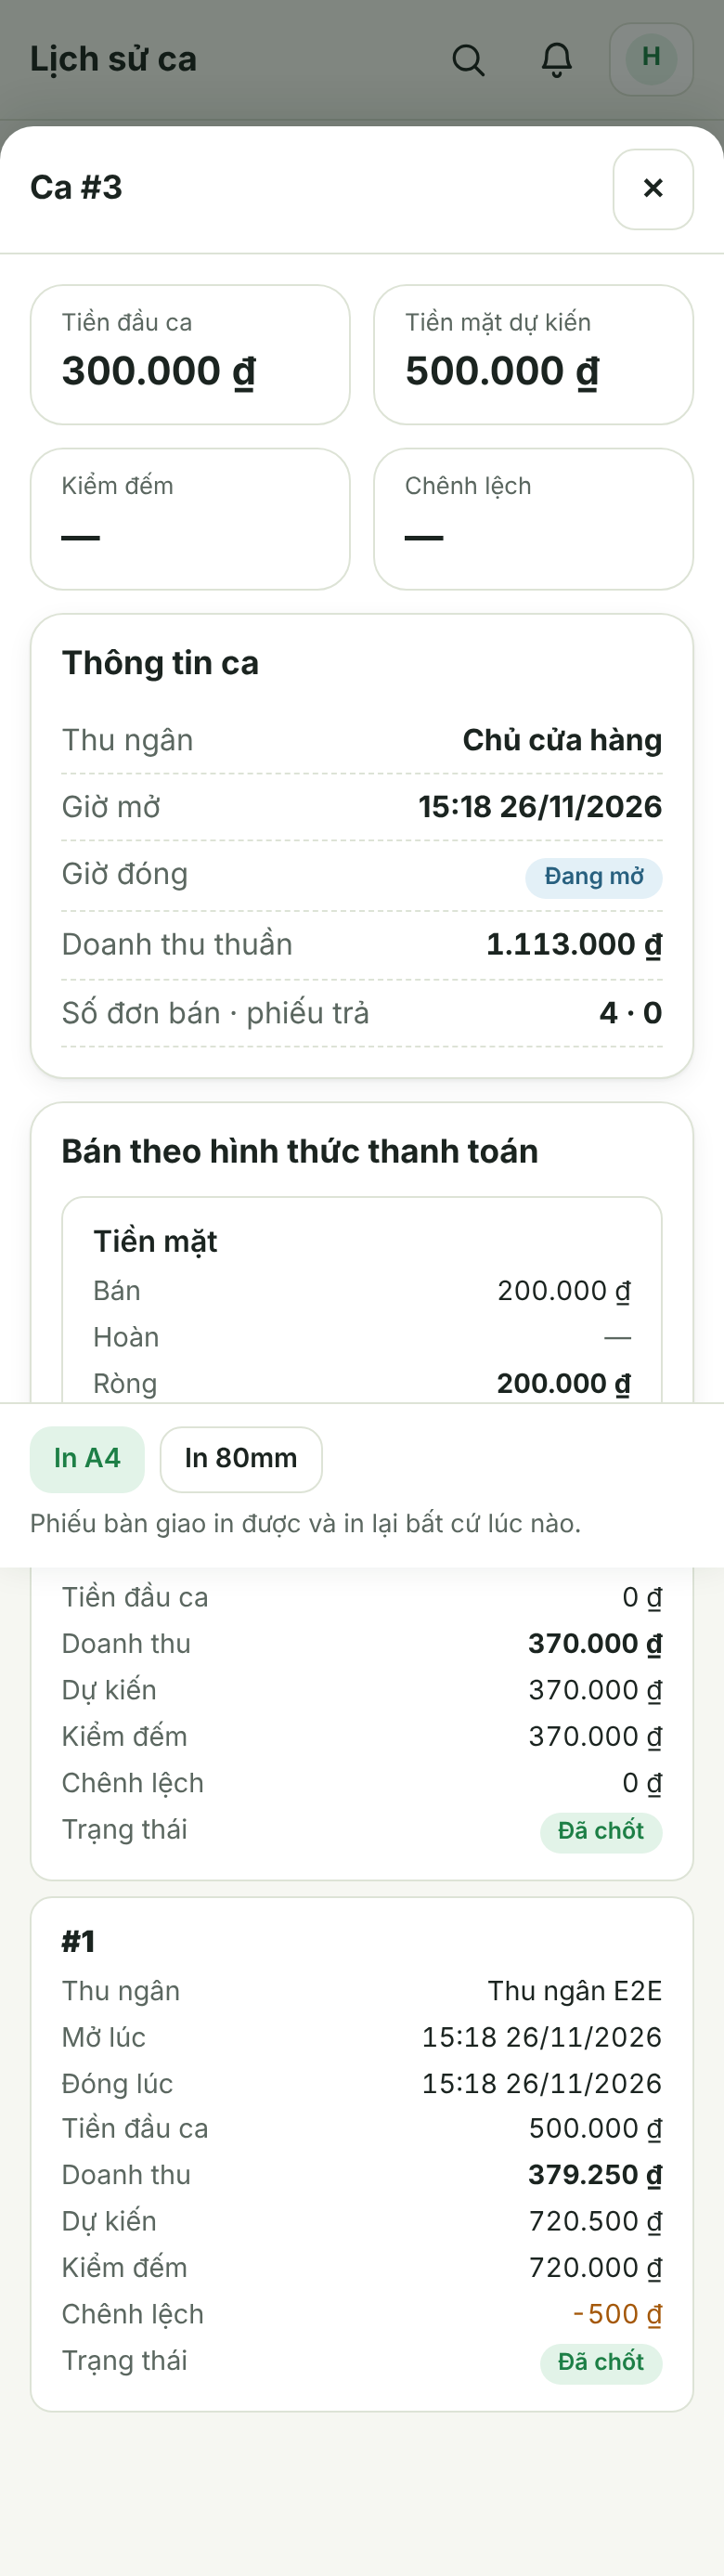 Lịch sử ca
H
Ca #3
×
Tiền đầu ca
300.000 ₫
Tiền mặt dự kiến
500.000 ₫
Kiểm đếm
—
Chênh lệch
—
Thông tin ca
Thu ngân Chủ cửa hàng
Giờ mở 15:18 26/11/2026
Giờ đóng Đang mở
Doanh thu thuần 1.113.000 ₫
Số đơn bán · phiếu trả 4 · 0
Bán theo hình thức thanh toán
Tiền mặt
Bán 200.000 ₫
Hoàn —
Ròng 200.000 ₫
In A4 In 80mm
Phiếu bàn giao in được và in lại bất cứ lúc nào.
Tiền đầu ca 0 ₫
Doanh thu 370.000 ₫
Dự kiến 370.000 ₫
Kiểm đếm 370.000 ₫
Chênh lệch 0 ₫
Trạng thái Đã chốt
#1
Thu ngân Thu ngân E2E
Mở lúc 15:18 26/11/2026
Đóng lúc 15:18 26/11/2026
Tiền đầu ca 500.000 ₫
Doanh thu 379.250 ₫
Dự kiến 720.500 ₫
Kiểm đếm 720.000 ₫
Chênh lệch -500 ₫
Trạng thái Đã chốt